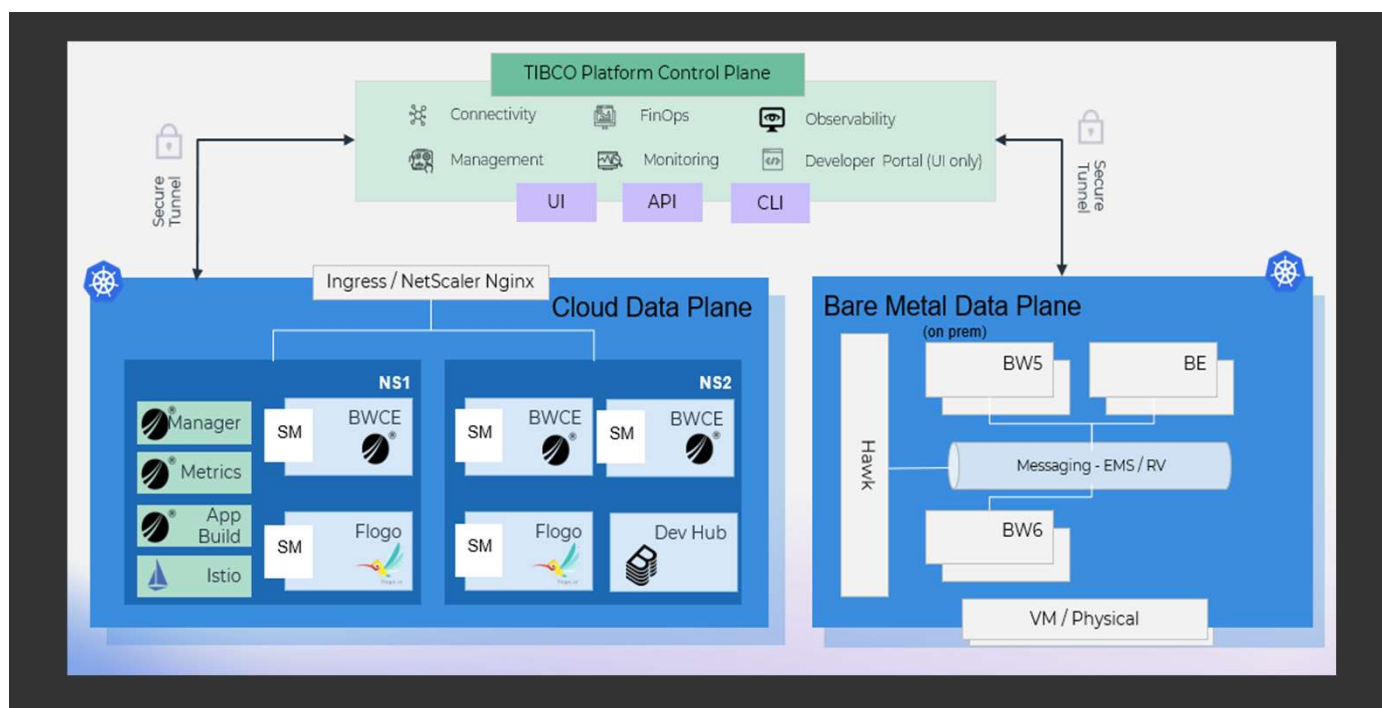 TIBCO Platform Control Plane
Connectivity
FinOps
Observability
Management
Monitoring
Developer Portal (UI only)
UI
API
CLI
Secure
Tunnel
Secure
Tunnel
Ingress / NetScaler Nginx
Cloud Data Plane
NS1
Manager
Metrics
App
Build
Istio
SM
BWCE
SM
Flogo
NS2
SM
BWCE
SM
BWCE
SM
Flogo
Dev Hub
Bare Metal Data Plane
(on prem)
Hawk
BW5
BE
Messaging - EMS / RV
BW6
VM / Physical